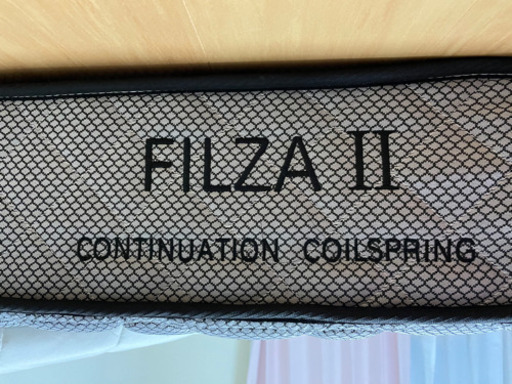 FILZA II
CONTINUATION COILSPRING